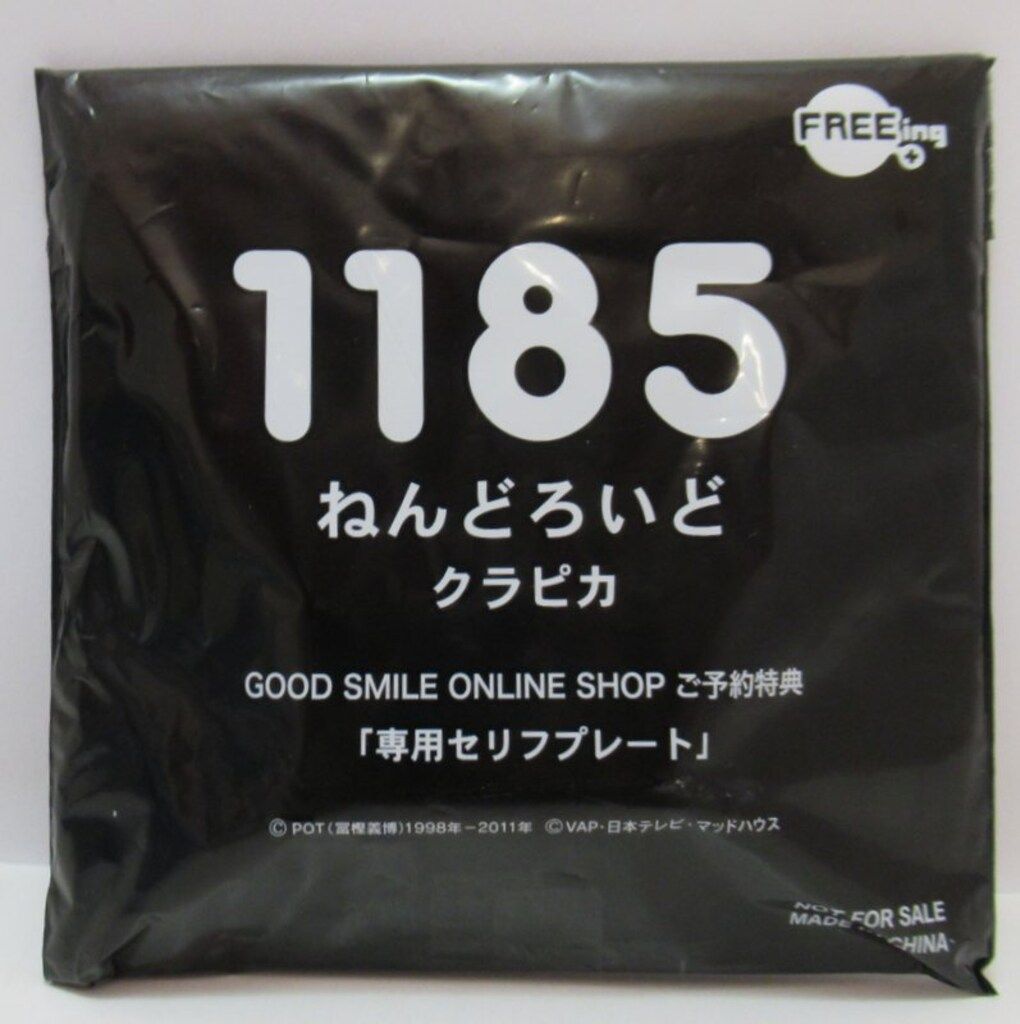 FREEing
1185
ねんどろいど
クラピカ
GOOD SMILE ONLINE SHOP ご予約特典
「専用セリフプレート」
©POT(冨樫義博)1998年-2011年 ©VAP・日本テレビ・マッドハウス
NOT FOR SALE
MADE IN CHINA